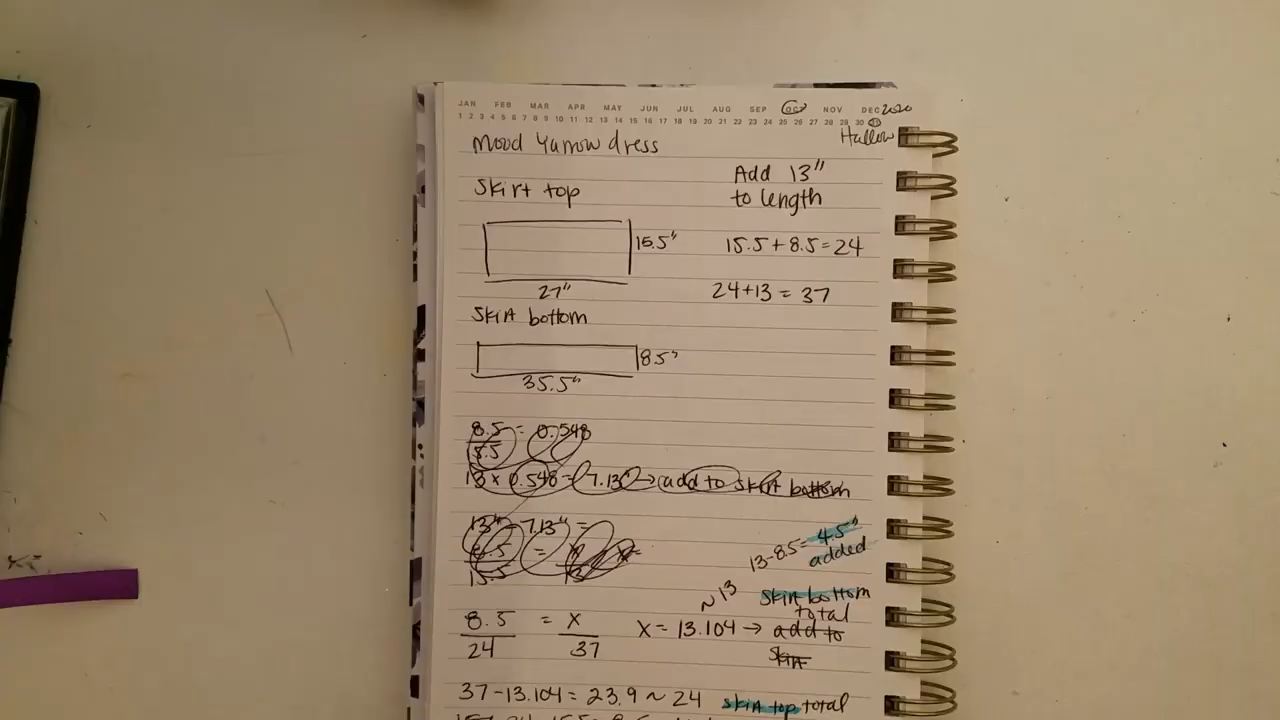 JAN FEB MAR APR MAY JUN JUL AUG SEP OCT NOV DEC 2020
1 2 3 4 5 6 7 8 9 10 11 12 13 14 15 16 17 18 19 20 21 22 23 24 25 26 27 28 29 30 31
Hallow
Mood Yarrow dress
Skirt top
Add 13"
to length
15.5"
15.5 + 8.5 = 24
27"
24 + 13 = 37
Skirt bottom
8.5"
35.5"
8.5 = 0.548
13 x 0.548 = 7.13" → add to skirt bottom
13" 7.13" =
13 - 8.5 = 4.5"
added
~13
skirt bottom
total
8.5 = x
24 37
x = 13.104 → add to
skirt
37 - 13.104 = 23.9 ~ 24 skirt top total